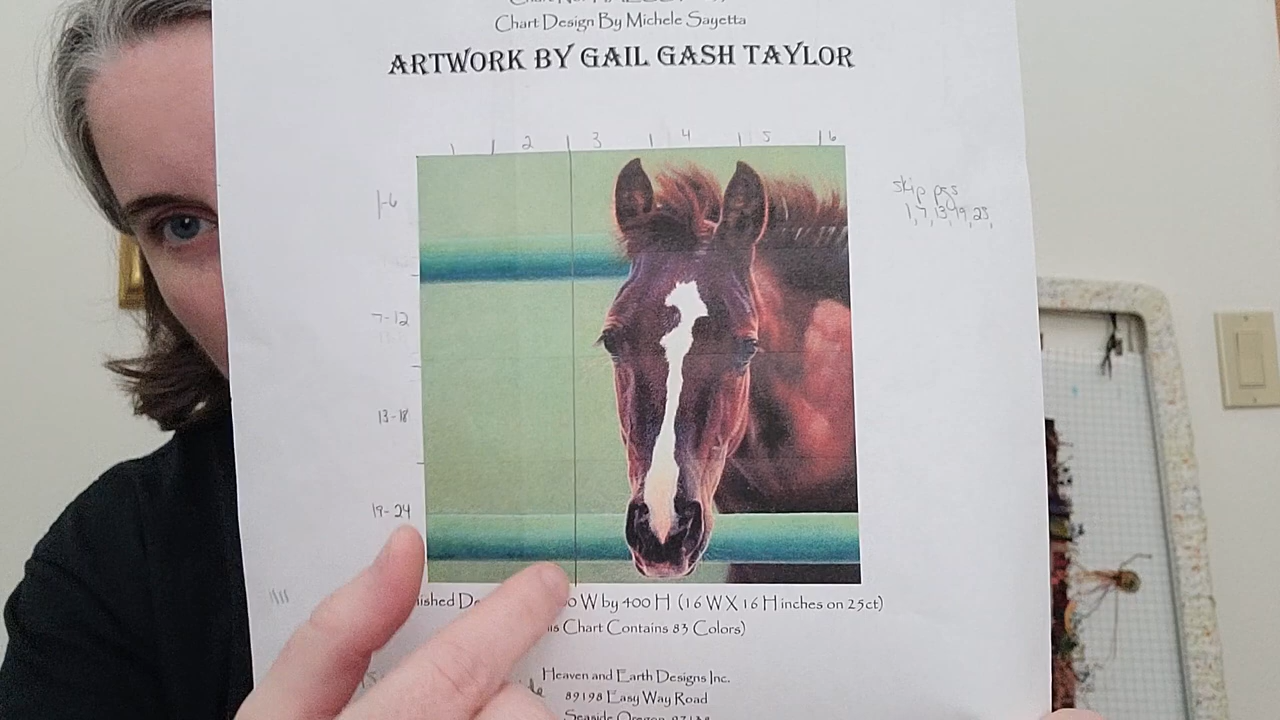 Chart Design By Michele Sayetta
ARTWORK BY GAIL GASH TAYLOR
1 2 3 4 5 6
1-6
skip pgs
1, 7, 13, 19, 25,
7-12
13-18
19-24
W by 400 H (16 W X 16 H inches on 25ct)
Chart Contains 83 Colors)
Heaven and Earth Designs Inc.
89198 Easy Way Road
Seaside Oregon